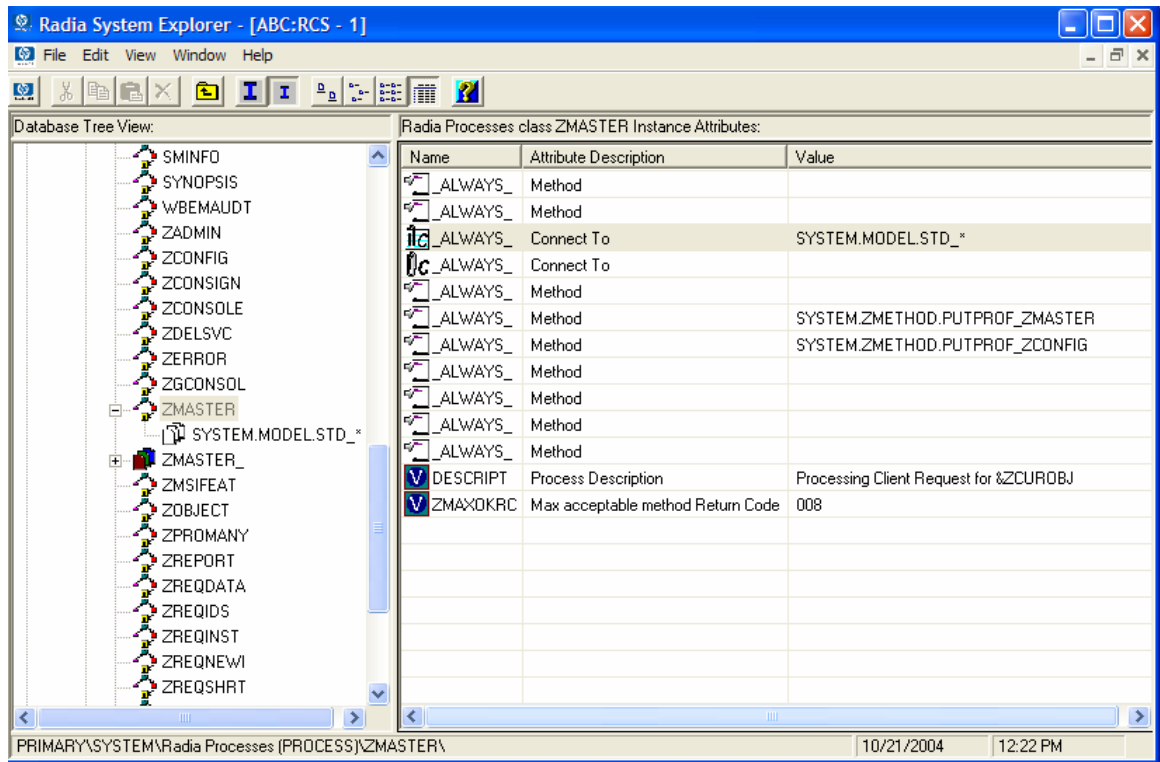 Radia System Explorer - [ABC:RCS - 1]
File Edit View Window Help
Database Tree View:
SMINFO
SYNOPSIS
WBEMAUDT
ZADMIN
ZCONFIG
ZCONSIGN
ZCONSOLE
ZDELSVC
ZERROR
ZGCONSOL
ZMASTER
SYSTEM.MODEL.STD_*
ZMASTER_
ZMSIFEAT
ZOBJECT
ZPROMANY
ZREPORT
ZREQDATA
ZREQIDS
ZREQINST
ZREQNEWI
ZREQSHRT
Radia Processes class ZMASTER Instance Attributes:
Name Attribute Description Value
_ALWAYS_ Method
_ALWAYS_ Method
_ALWAYS_ Connect To SYSTEM.MODEL.STD_*
_ALWAYS_ Connect To
_ALWAYS_ Method
_ALWAYS_ Method SYSTEM.ZMETHOD.PUTPROF_ZMASTER
_ALWAYS_ Method SYSTEM.ZMETHOD.PUTPROF_ZCONFIG
_ALWAYS_ Method
_ALWAYS_ Method
_ALWAYS_ Method
_ALWAYS_ Method
V DESCRIPT Process Description Processing Client Request for &ZCUROBJ
V ZMAXOKRC Max acceptable method Return Code 008
PRIMARY\SYSTEM\Radia Processes (PROCESS)\ZMASTER\ 10/21/2004 12:22 PM